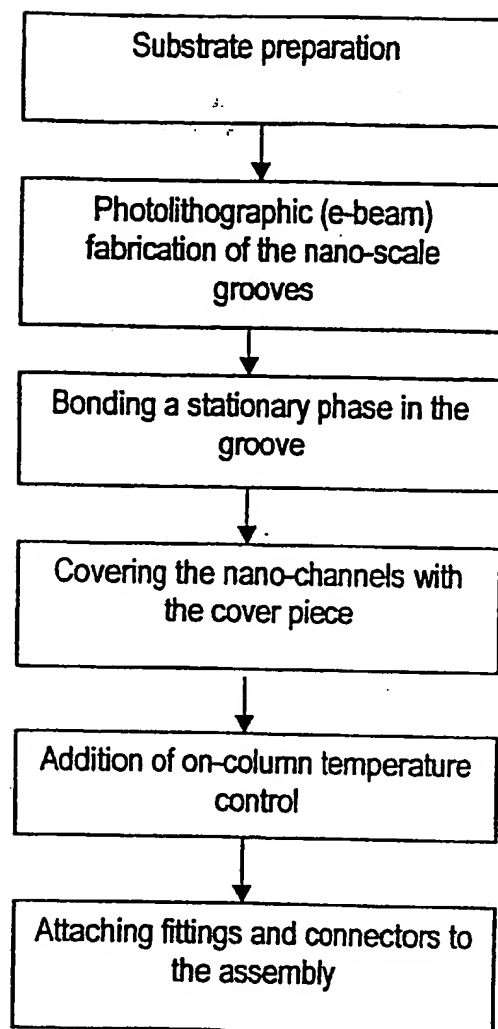 Substrate preparation
Photolithographic (e-beam)
fabrication of the nano-scale
grooves
Bonding a stationary phase in the
groove
Covering the nano-channels with
the cover piece
Addition of on-column temperature
control
Attaching fittings and connectors to
the assembly